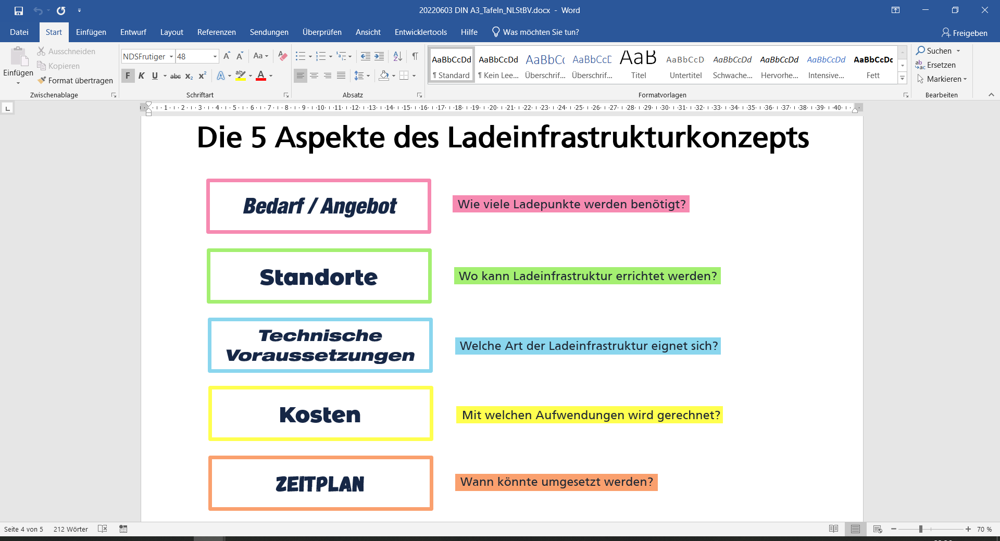 20220603 DIN A3_Tafeln_NLStBV.docx - Word
Datei Start Einfügen Entwurf Layout Referenzen Sendungen Überprüfen Ansicht Entwicklertools Hilfe Was möchten Sie tun? Freigeben
Einfügen
Ausschneiden
Kopieren
Format übertragen
Zwischenablage
NDSFrutiger 48
Aa
F K U abc x₂ x² A ab A
Schriftart
Absatz
AaBbCcDd AaBbCcDd AaBbCc AaBbCcD AaB AaBbCcD AaBbCcDd AaBbCcDd AaBbCcDd AaBbCcDc
¶ Standard ¶ Kein Lee... Überschrif... Überschrif... Titel Untertitel Schwache... Hervorhe... Intensive... Fett
Formatvorlagen
Suchen
Ersetzen
Markieren
Bearbeiten
1 2 3 4 5 6 7 8 9 10 11 12 13 14 15 16 17 18 19 20 21 22 23 24 25 26 27 28 29 30 31 32 33 34 35 36 37 38 39 40
Die 5 Aspekte des Ladeinfrastrukturkonzepts
Bedarf / Angebot
Wie viele Ladepunkte werden benötigt?
Standorte
Wo kann Ladeinfrastruktur errichtet werden?
Technische
Voraussetzungen
Welche Art der Ladeinfrastruktur eignet sich?
Kosten
Mit welchen Aufwendungen wird gerechnet?
ZEITPLAN
Wann könnte umgesetzt werden?
Seite 4 von 5 212 Wörter 70 %